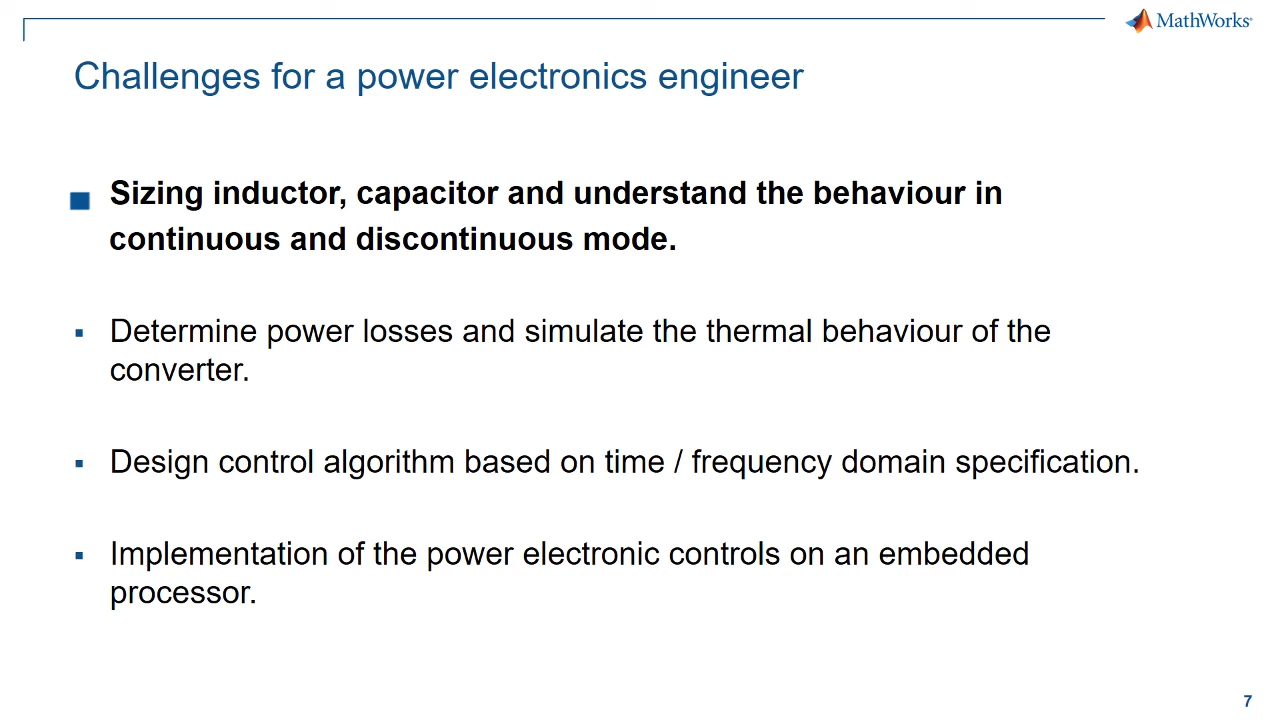 MathWorks
Challenges for a power electronics engineer
Sizing inductor, capacitor and understand the behaviour in
continuous and discontinuous mode.
Determine power losses and simulate the thermal behaviour of the
converter.
Design control algorithm based on time / frequency domain specification.
Implementation of the power electronic controls on an embedded
processor.
7